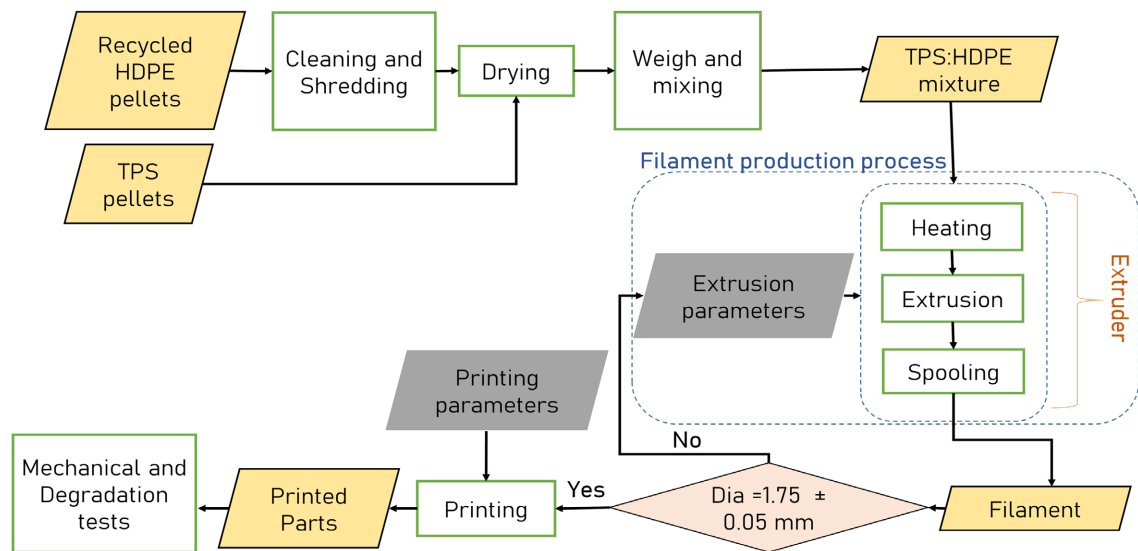 Recycled
HDPE
pellets
Cleaning and
Shredding
Drying
Weigh and
mixing
TPS:HDPE
mixture
TPS
pellets
Filament production process
Heating
Extrusion
Spooling
Extruder
Extrusion
parameters
Printing
parameters
No
Mechanical and
Degradation
tests
Printed
Parts
Printing
Yes
Dia =1.75 ±
0.05 mm
Filament